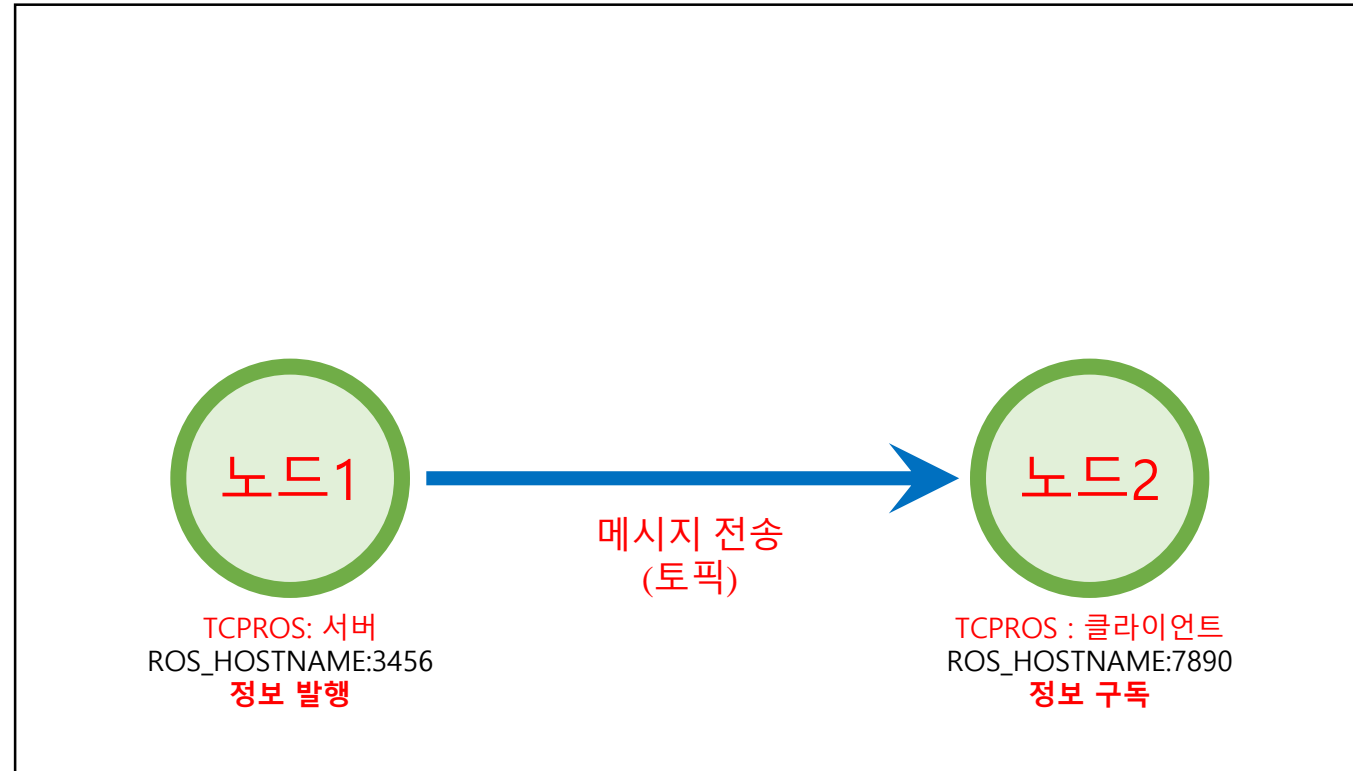 노드1
노드2
메시지 전송
(토픽)
TCPROS: 서버
ROS_HOSTNAME:3456
정보 발행
TCPROS : 클라이언트
ROS_HOSTNAME:7890
정보 구독